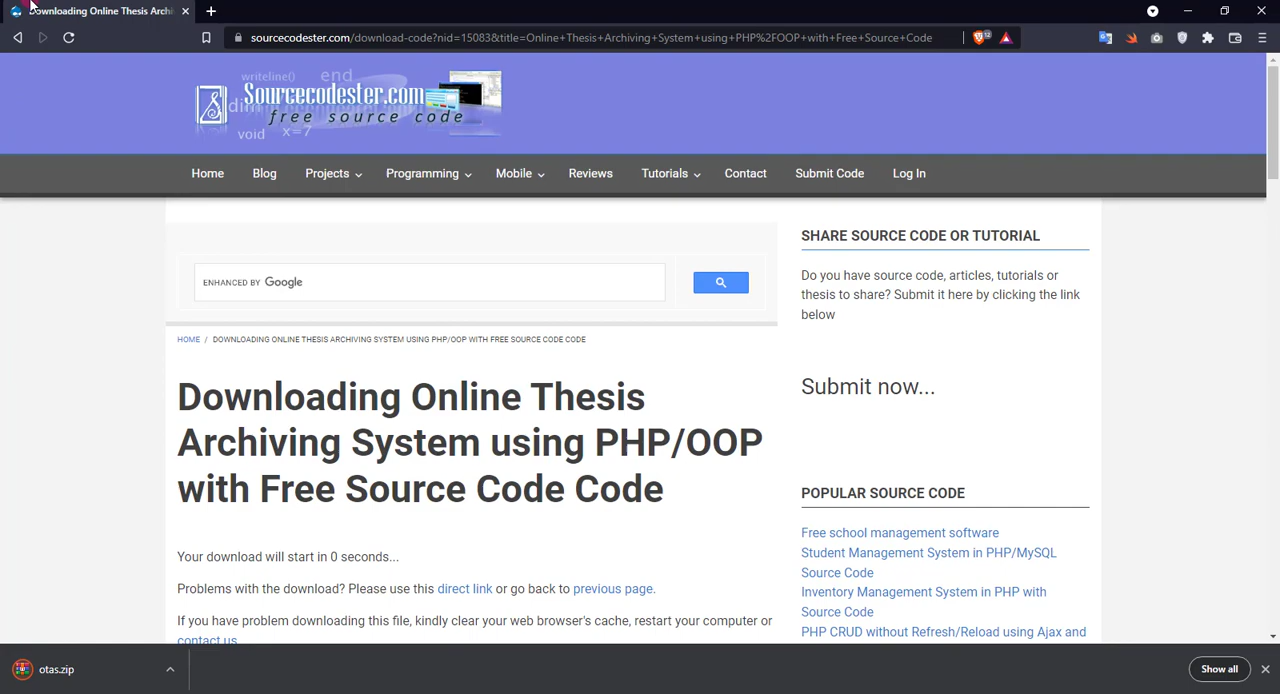 Downloading Online Thesis Archi
sourcecodester.com/download-code?nid=15083&title=Online+Thesis+Archiving+System+using+PHP%2FOOP+with+Free+Source+Code
12
writeline()
end
dim
Sourcecodester.com
free source code
void
x=7
Home
Blog
Projects
Programming
Mobile
Reviews
Tutorials
Contact
Submit Code
Log In
ENHANCED BY Google
HOME / DOWNLOADING ONLINE THESIS ARCHIVING SYSTEM USING PHP/OOP WITH FREE SOURCE CODE CODE
Downloading Online Thesis
Archiving System using PHP/OOP
with Free Source Code Code
Your download will start in 0 seconds...
Problems with the download? Please use this direct link or go back to previous page.
If you have problem downloading this file, kindly clear your web browser's cache, restart your computer or
contact us
SHARE SOURCE CODE OR TUTORIAL
Do you have source code, articles, tutorials or
thesis to share? Submit it here by clicking the link
below
Submit now...
POPULAR SOURCE CODE
Free school management software
Student Management System in PHP/MySQL
Source Code
Inventory Management System in PHP with
Source Code
PHP CRUD without Refresh/Reload using Ajax and
otas.zip
Show all